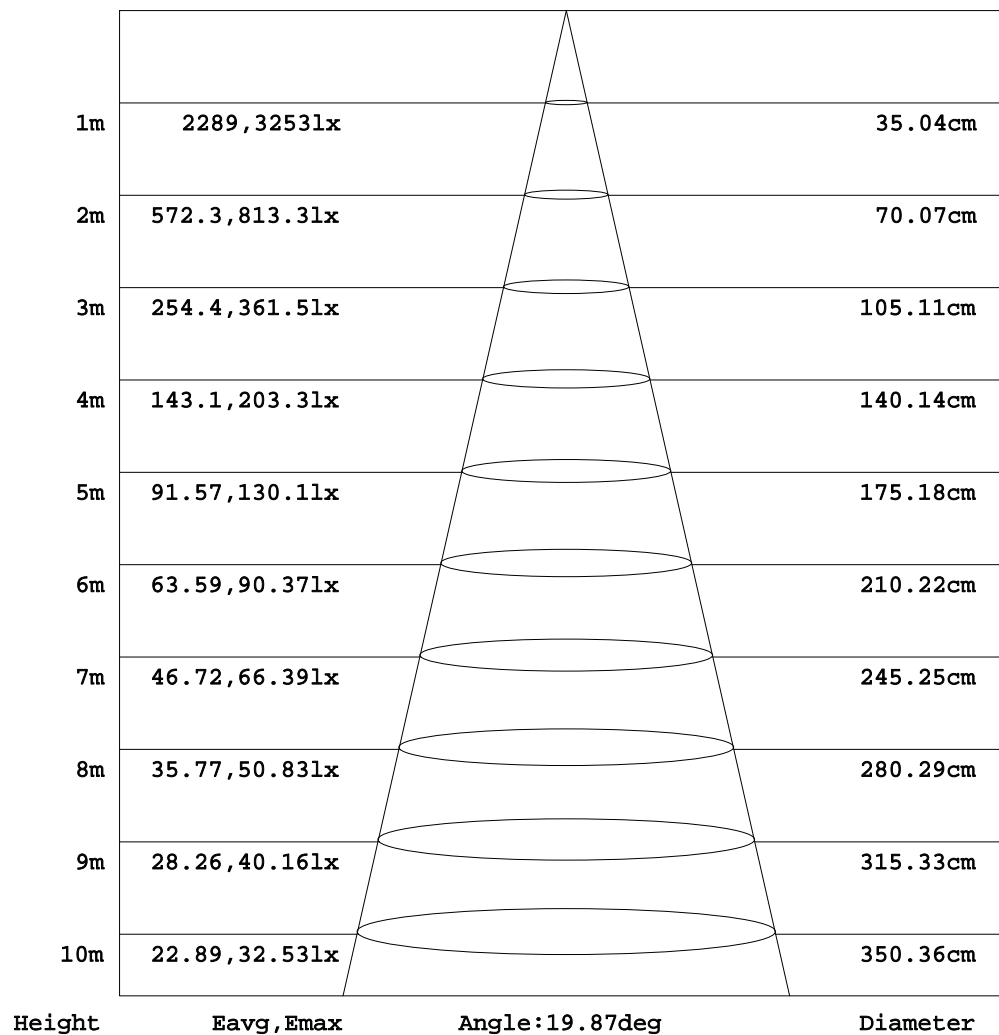 1m 2289,3253lx 35.04cm
2m 572.3,813.3lx 70.07cm
3m 254.4,361.5lx 105.11cm
4m 143.1,203.3lx 140.14cm
5m 91.57,130.1lx 175.18cm
6m 63.59,90.37lx 210.22cm
7m 46.72,66.39lx 245.25cm
8m 35.77,50.83lx 280.29cm
9m 28.26,40.16lx 315.33cm
10m 22.89,32.53lx 350.36cm
Height Eavg,Emax Angle:19.87deg Diameter